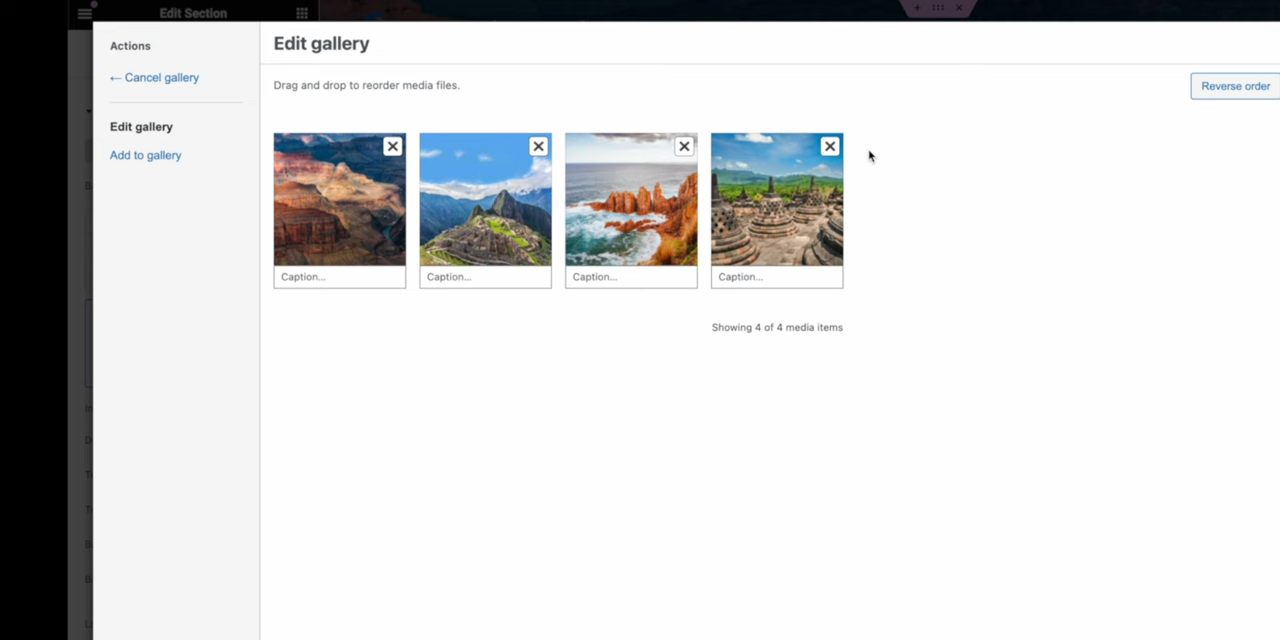 Edit Section
Actions
← Cancel gallery
Edit gallery
Add to gallery
Edit gallery
Drag and drop to reorder media files.
Reverse order
Caption...
Caption...
Caption...
Caption...
Showing 4 of 4 media items